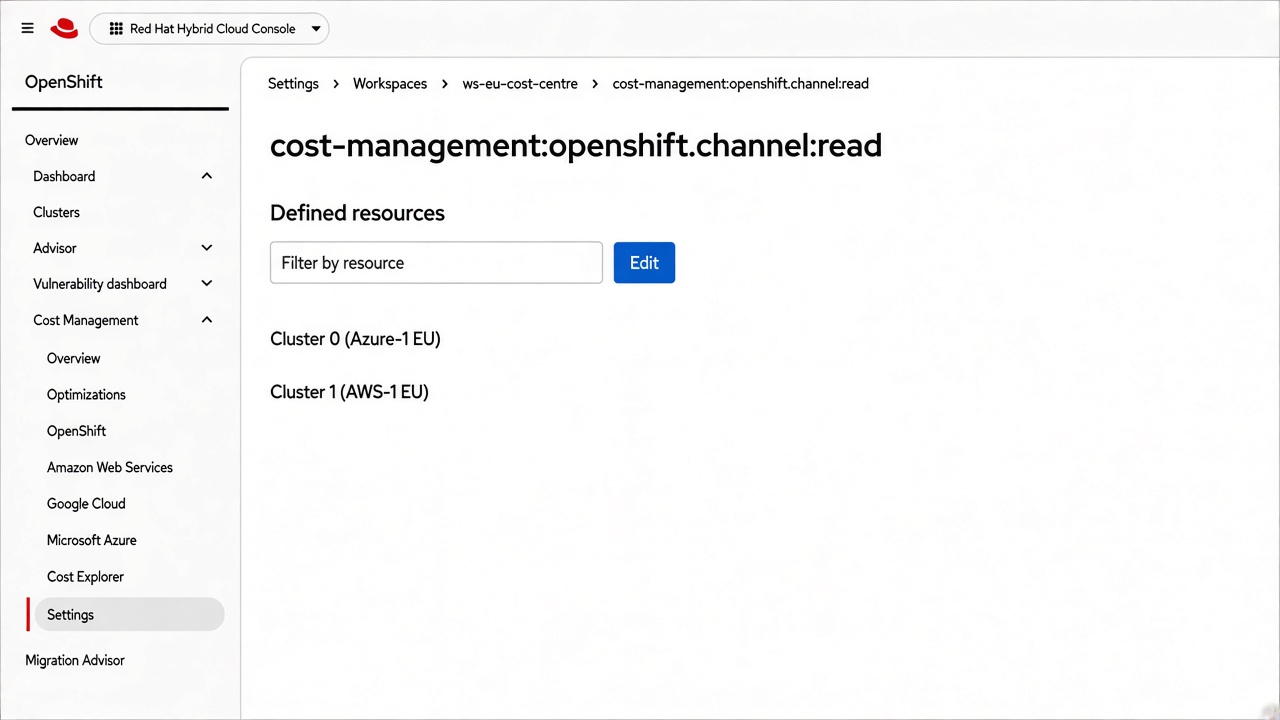 Red Hat Hybrid Cloud Console
OpenShift
Overview
Dashboard
Clusters
Advisor
Vulnerability dashboard
Cost Management
Overview
Optimizations
OpenShift
Amazon Web Services
Google Cloud
Microsoft Azure
Cost Explorer
Settings
Migration Advisor
Settings > Workspaces > ws-eu-cost-centre > cost-management:openshift.channel:read
cost-management:openshift.channel:read
Defined resources
Filter by resource
Edit
Cluster 0 (Azure-1 EU)
Cluster 1 (AWS-1 EU)